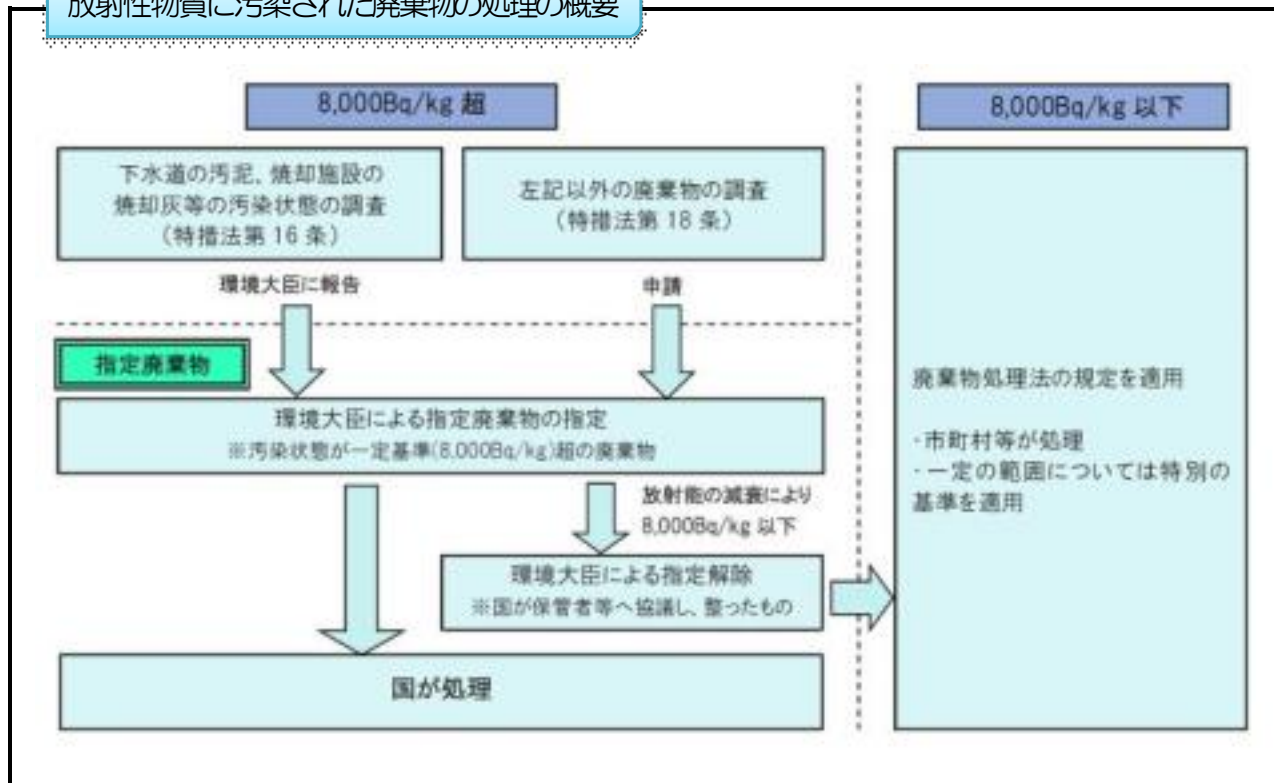 放射性物質に汚染された廃棄物の処理の概要
8,000Bq/kg 超
8,000Bq/kg 以下
下水道の汚泥、焼却施設の
焼却灰等の汚染状態の調査
(特措法第 16 条)
左記以外の廃棄物の調査
(特措法第 18 条)
環境大臣に報告
申請
指定廃棄物
環境大臣による指定廃棄物の指定
※汚染状態が一定基準(8,000Bq/kg)超の廃棄物
放射能の減衰により
8,000Bq/kg 以下
環境大臣による指定解除
※国が保管者等へ協議し、整ったもの
国が処理
廃棄物処理法の規定を適用
・市町村等が処理
・一定の範囲については特別の
基準を適用